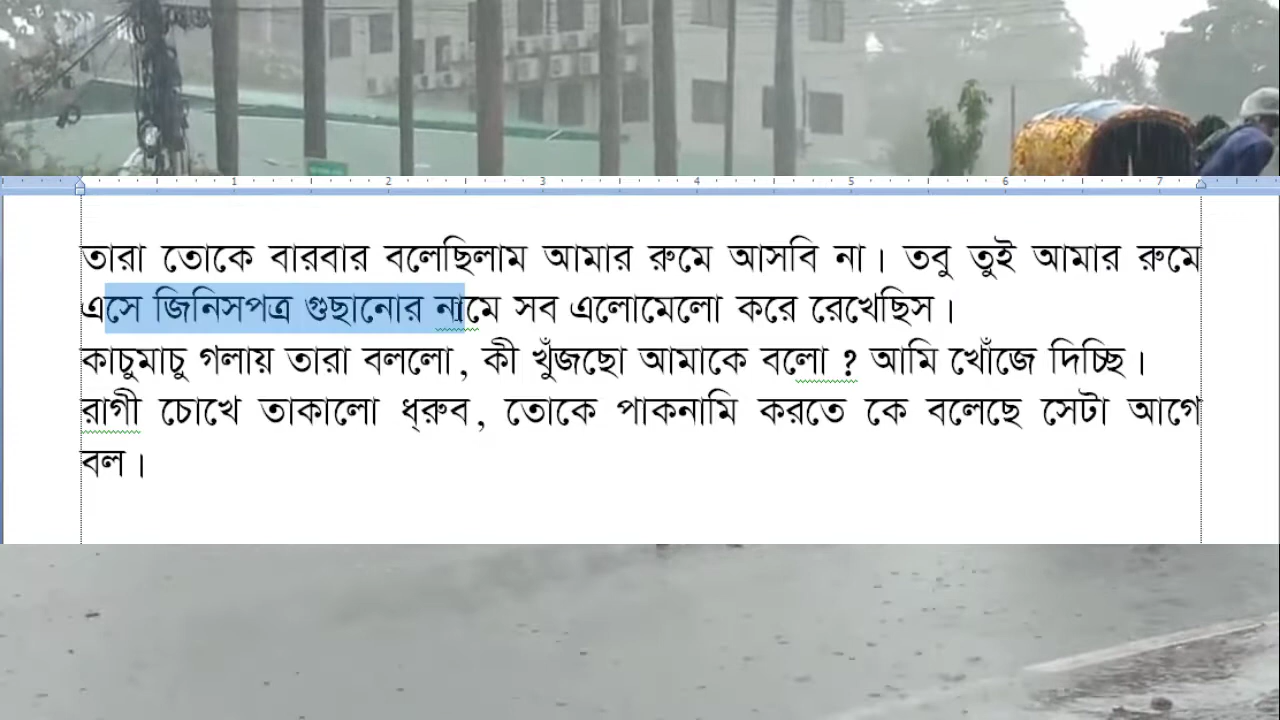 তারা তোকে বারবার বলেছিলাম আমার রুমে আসবি না। তবু তুই আমার রুমে
এসে জিনিসপত্র গুছানোর নামে সব এলোমেলো করে রেখেছিস।
কাচুমাচু গলায় তারা বললো, কী খুঁজছো আমাকে বলো ? আমি খোঁজে দিচ্ছি।
রাগী চোখে তাকালো ধ্রুব, তোকে পাকনামি করতে কে বলেছে সেটা আগে
বল।